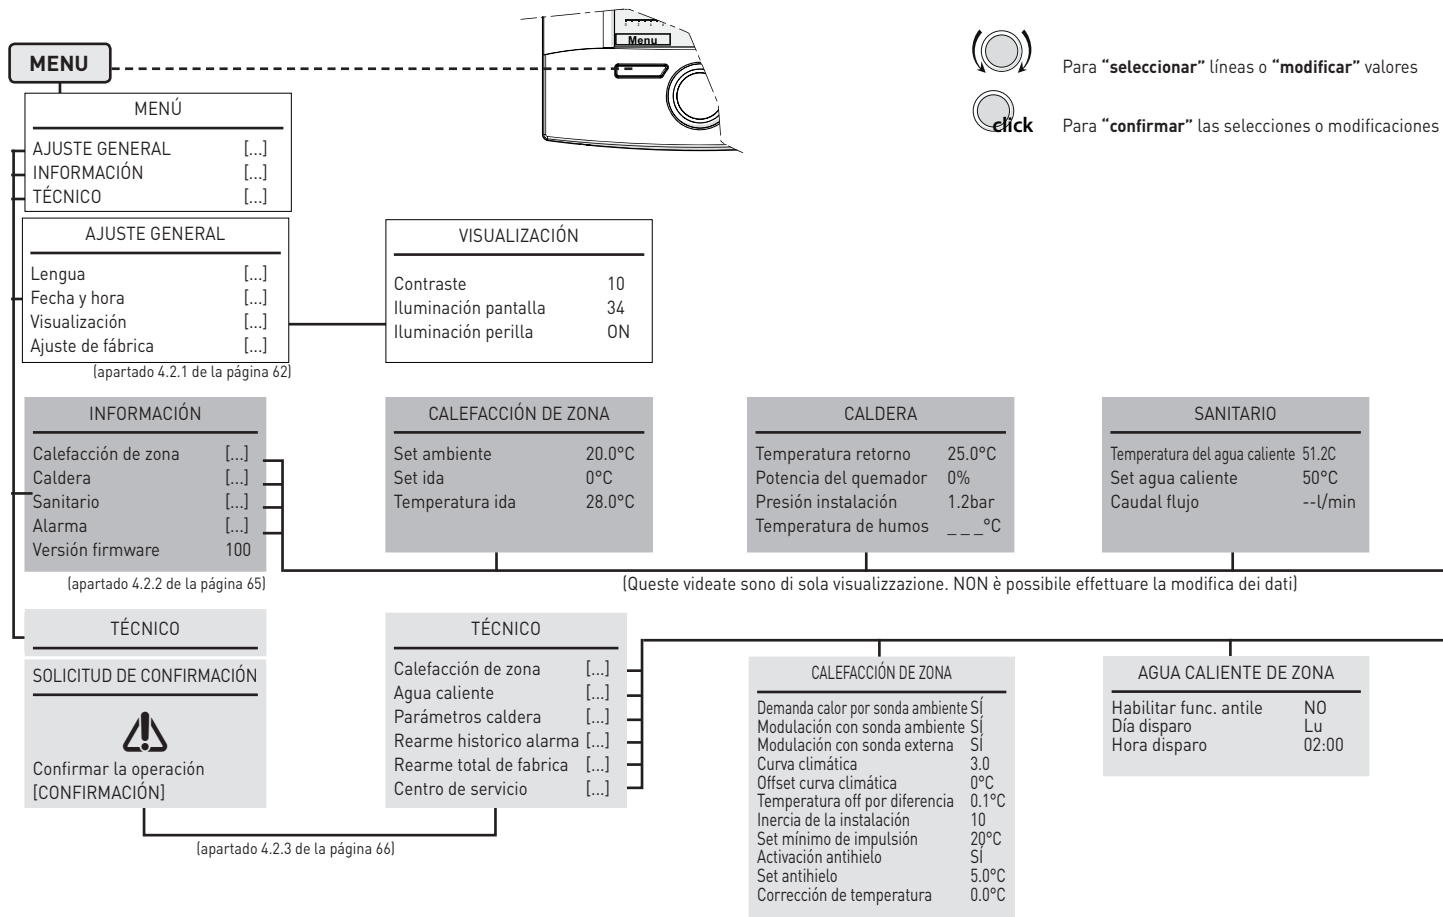 Menu
MENU
Para “seleccionar” líneas o “modificar” valores
click
Para “confirmar” las selecciones o modificaciones
MENÚ
AJUSTE GENERAL [...]
INFORMACIÓN [...]
TÉCNICO [...]
AJUSTE GENERAL
Lengua [...]
Fecha y hora [...]
Visualización [...]
Ajuste de fábrica [...]
(apartado 4.2.1 de la página 62)
VISUALIZACIÓN
Contraste 10
Iluminación pantalla 34
Iluminación perilla ON
INFORMACIÓN
Calefacción de zona [...]
Caldera [...]
Sanitario [...]
Alarma [...]
Versión firmware 100
(apartado 4.2.2 de la página 65)
CALEFACCIÓN DE ZONA
Set ambiente 20.0°C
Set ida 0°C
Temperatura ida 28.0°C
CALDERA
Temperatura retorno 25.0°C
Potencia del quemador 0%
Presión instalación 1.2bar
Temperatura de humos _ _ _°C
SANITARIO
Temperatura del agua caliente 51.2C
Set agua caliente 50°C
Caudal flujo --l/min
(Queste videate sono di sola visualizzazione. NON è possibile effettuare la modifica dei dati)
TÉCNICO
SOLICITUD DE CONFIRMACIÓN
Confirmar la operación
[CONFIRMACIÓN]
TÉCNICO
Calefacción de zona [...]
Agua caliente [...]
Parámetros caldera [...]
Rearme historico alarma [...]
Rearme total de fabrica [...]
Centro de servicio [...]
(apartado 4.2.3 de la página 66)
CALEFACCIÓN DE ZONA
Demanda calor por sonda ambiente SÍ
Modulación con sonda ambiente SÍ
Modulación con sonda externa SÍ
Curva climática 3.0
Offset curva climática 0°C
Temperatura off por diferencia 0.1°C
Inercia de la instalación 10
Set mínimo de impulsión 20°C
Activación antihielo SÍ
Set antihielo 5.0°C
Corrección de temperatura 0.0°C
AGUA CALIENTE DE ZONA
Habilitar func. antile NO
Día disparo Lu
Hora disparo 02:00